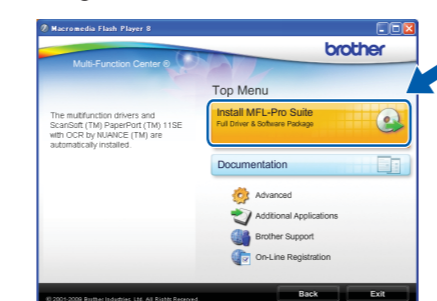 Macromedia Flash Player 8
brother
Multi-Function Center ®
Top Menu
Install MFL-Pro Suite
Full Driver & Software Package
The multifunction drivers and
ScanSoft (TM) PaperPort (TM) 11SE
with OCR by NUANCE (TM) are
automatically installed.
Documentation
Advanced
Additional Applications
Brother Support
On-Line Registration
Back
Exit
© 2001-2009 Brother Industries, Ltd. All Rights Reserved.